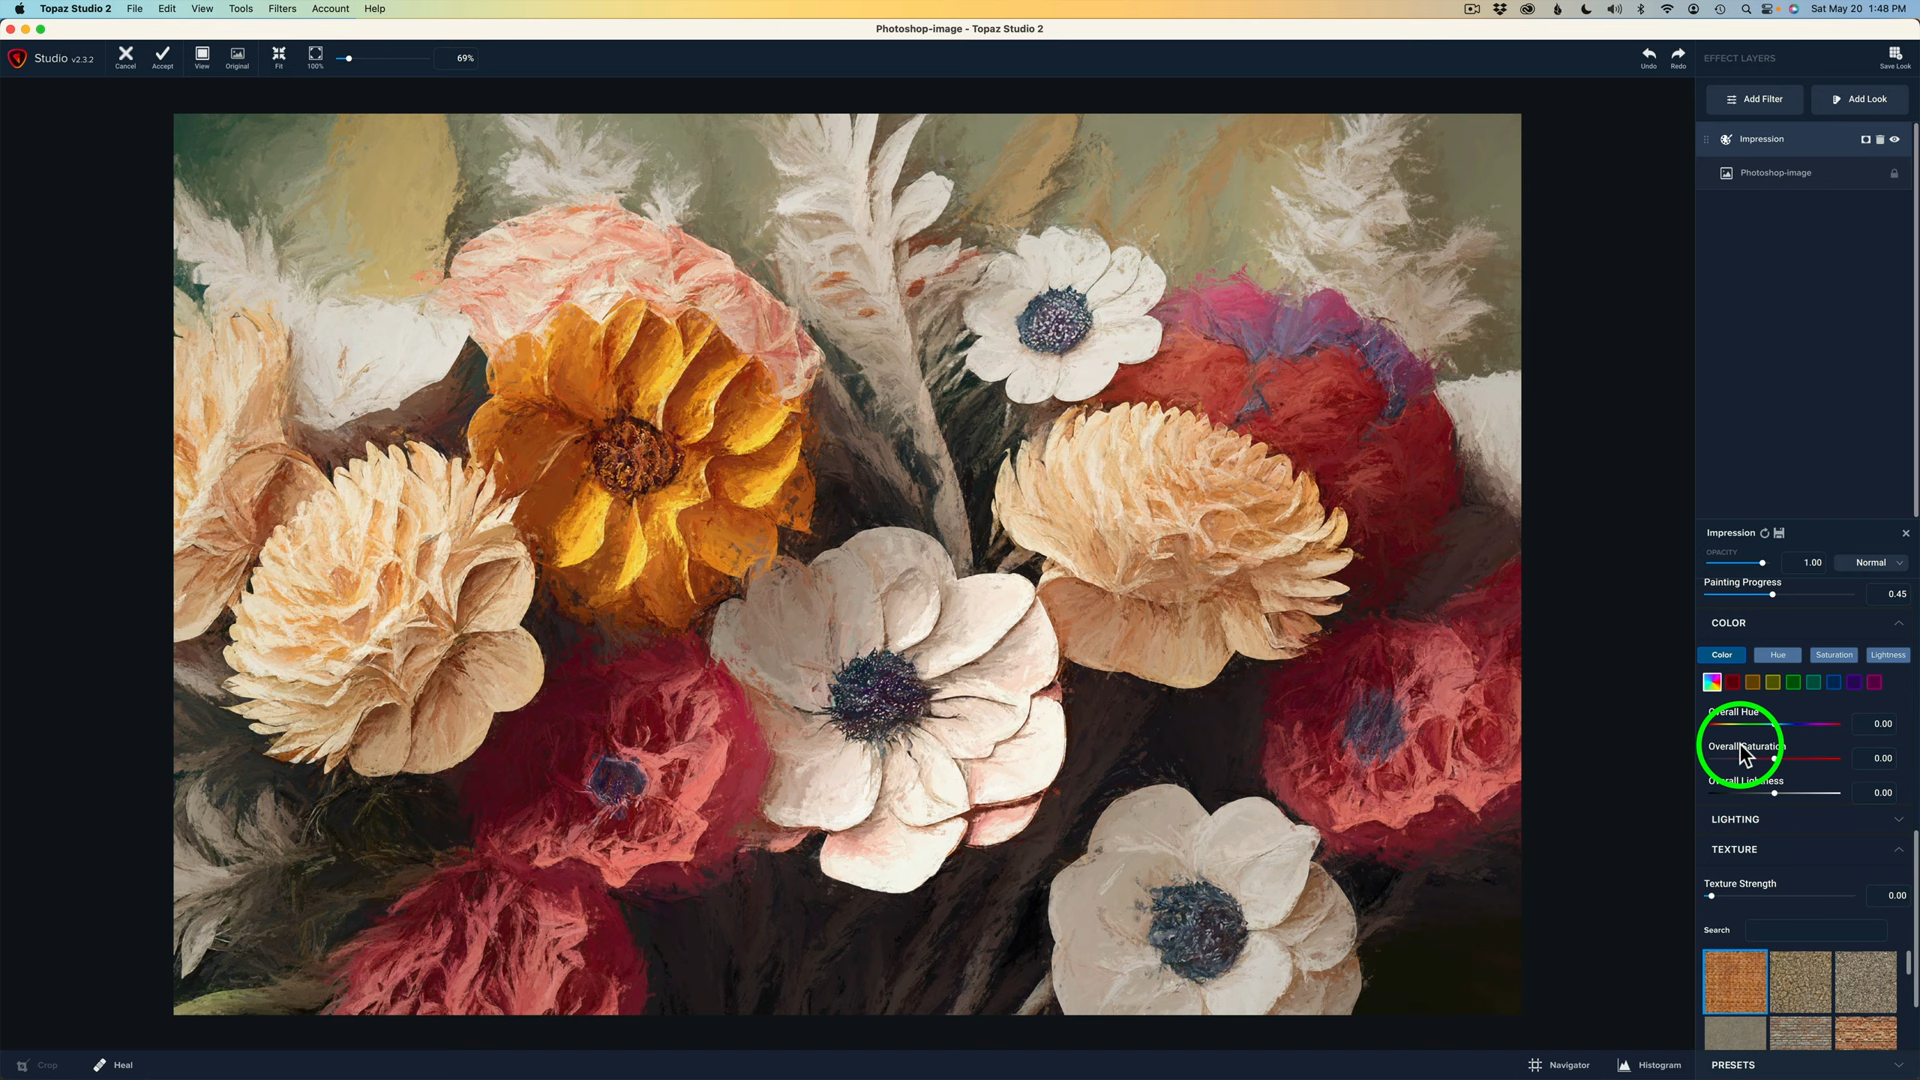 Topaz Studio 2 File Edit View Tools Filters Account Help Sat May 20 1:48 PM
Photoshop-image - Topaz Studio 2
Studio v2.3.2 Cancel Accept View Original Fit 100% 69% Undo Redo EFFECT LAYERS Save Look
Add Filter Add Look
Impression
Photoshop-image
Impression
OPACITY
1.00 Normal
Painting Progress
0.45
COLOR
Color Hue Saturation Lightness
Overall Hue
0.00
Overall Saturation
0.00
Overall Lightness
0.00
LIGHTING
TEXTURE
Texture Strength
0.00
Search
Crop Heal Navigator Histogram PRESETS